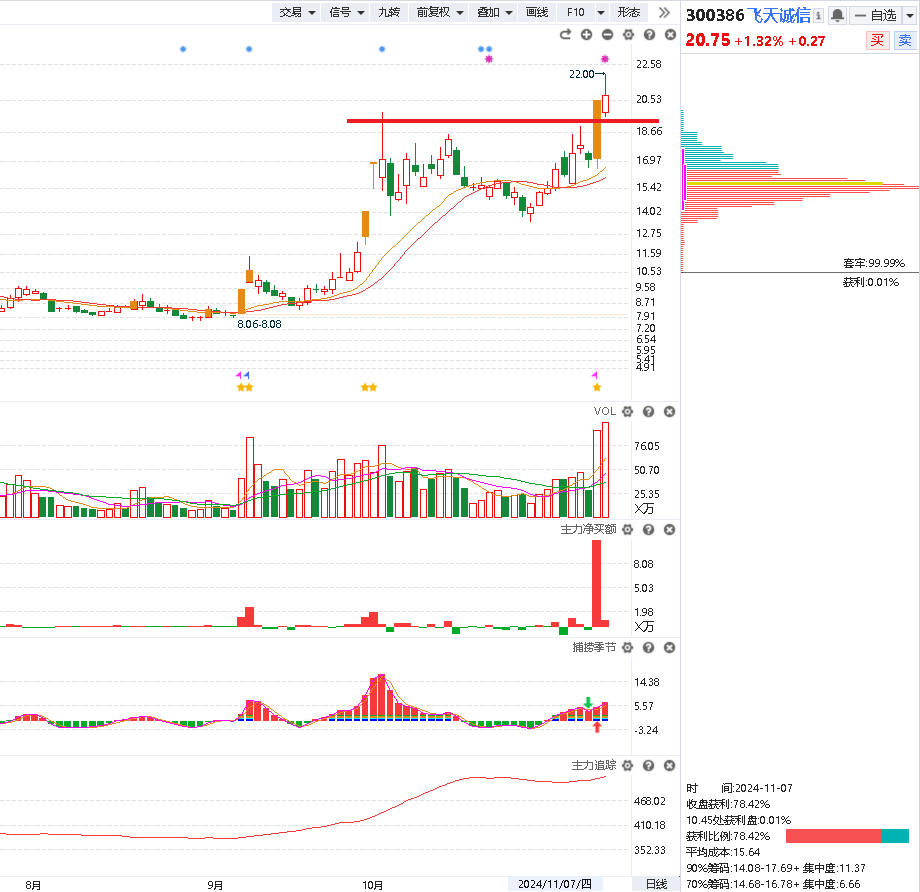 交易 信号 九转 前复权 叠加 画线 F10 形态
300386 飞天诚信 自选
20.75 +1.32% +0.27 买 卖
22.58
22.00
20.53
18.66
16.97
15.42
14.02
12.75
11.59
10.53
9.58
8.71
7.91
8.06-8.08
7.20
6.54
5.95
5.41
4.91
套牢:99.99%
获利:0.01%
VOL
76.05
50.70
25.35
X万
主力净买额
8.08
5.03
1.98
X万
捕捞季节
14.38
5.57
-3.24
主力追踪
468.02
410.18
352.33
时 间:2024-11-07
收盘获利:78.42%
10.45处获利盘:0.01%
获利比例:78.42%
平均成本:15.64
90%筹码:14.08-17.69+ 集中度:11.37
70%筹码:14.68-16.78+ 集中度:6.66
8月 9月 10月 2024/11/07/四 日线